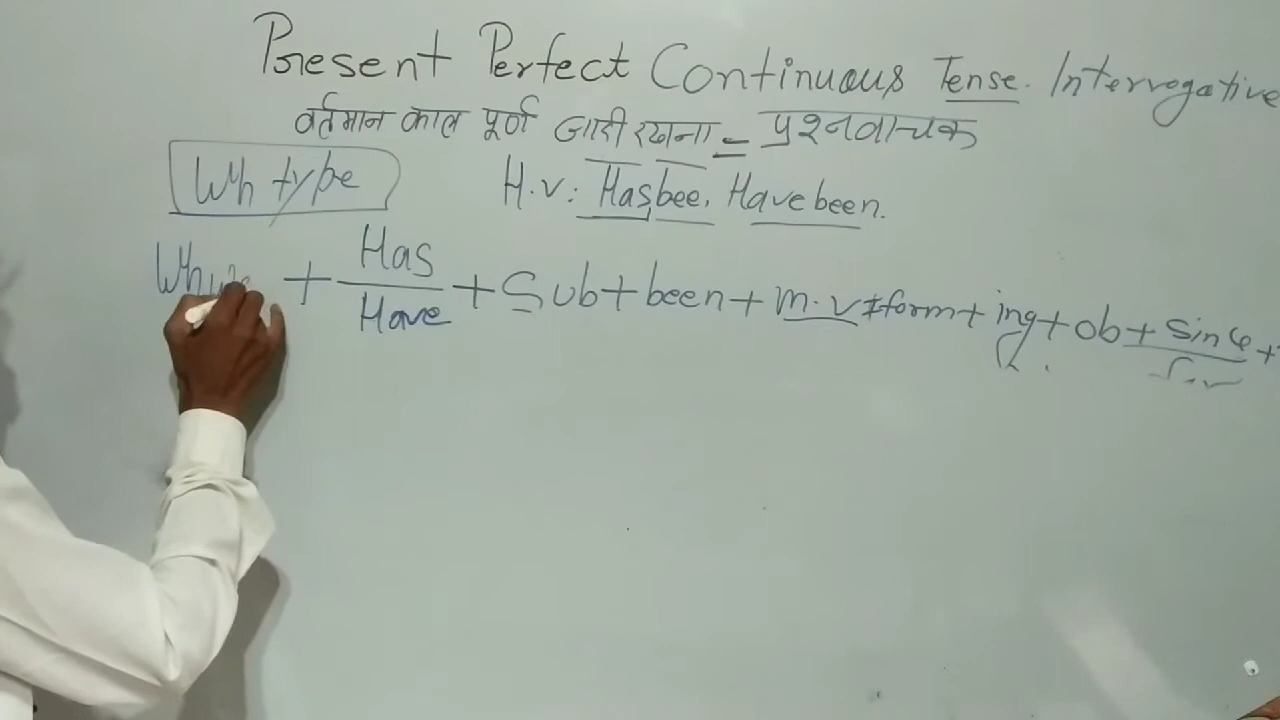 Present Perfect Continuous Tense. Interrogative
वर्तमान काल पूर्ण जारी रखना = प्रश्नवाचक
Wh type
H.V: Hasbee, Have been.
Has
+ + Sub + been + m.v I form + ing + ob + Since +
Have
for